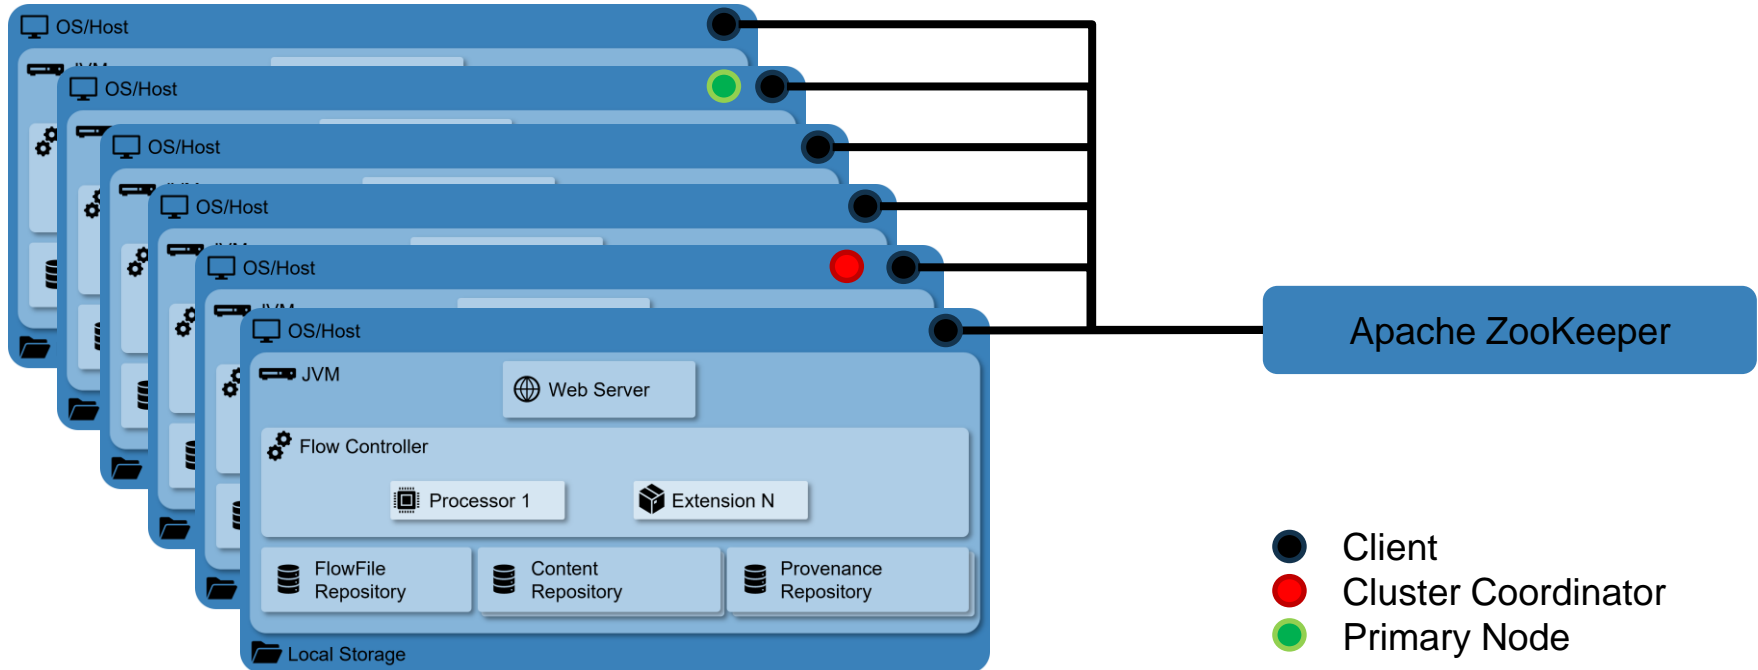 OS/Host
OS/Host
OS/Host
OS/Host
OS/Host
OS/Host
JVM
Web Server
Flow Controller
Processor 1
Extension N
FlowFile
Repository
Content
Repository
Provenance
Repository
Local Storage
Apache ZooKeeper
Client
Cluster Coordinator
Primary Node